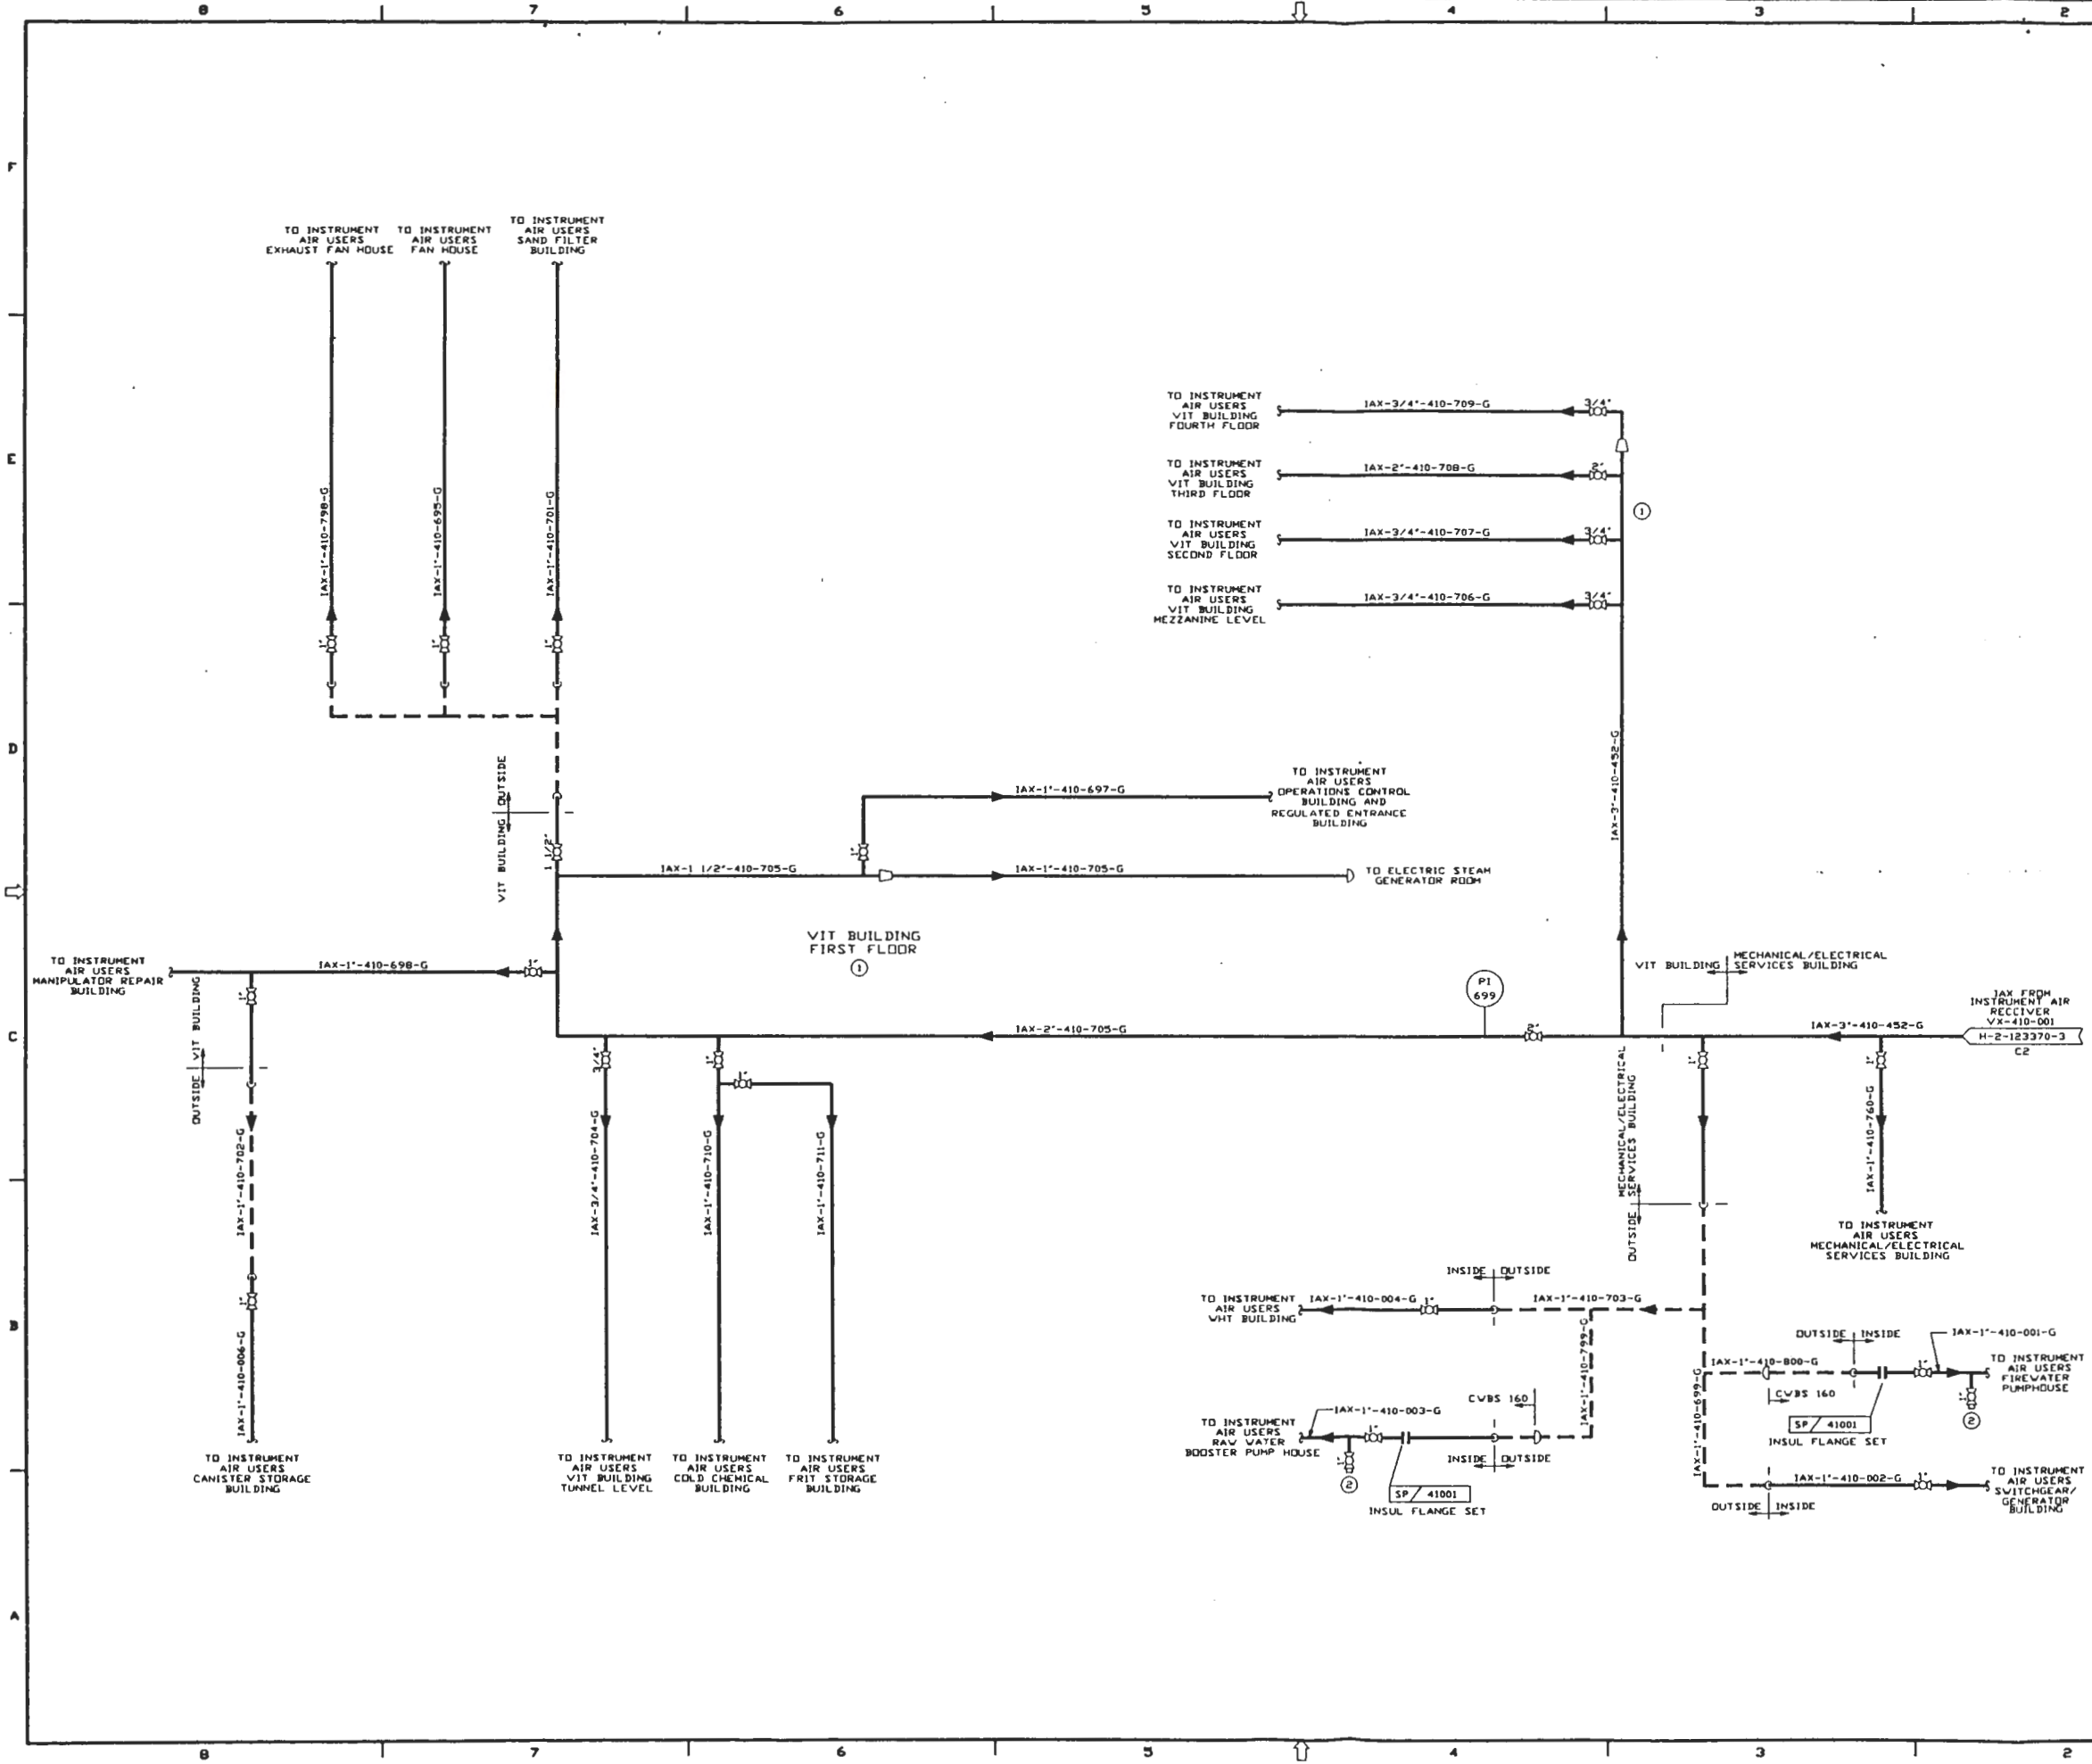 8 7 6 5 4 3 2
F
E
D
C
B
A
TO INSTRUMENT
AIR USERS
EXHAUST FAN HOUSE
TO INSTRUMENT
AIR USERS
FAN HOUSE
TO INSTRUMENT
AIR USERS
SAND FILTER
BUILDING
IAX-1"-410-798-G
IAX-1"-410-695-G
IAX-1"-410-701-G
1"
1"
1"
TO INSTRUMENT
AIR USERS
VIT BUILDING
FOURTH FLOOR
IAX-3/4"-410-709-G
3/4"
TO INSTRUMENT
AIR USERS
VIT BUILDING
THIRD FLOOR
IAX-2"-410-708-G
2"
1
TO INSTRUMENT
AIR USERS
VIT BUILDING
SECOND FLOOR
IAX-3/4"-410-707-G
3/4"
TO INSTRUMENT
AIR USERS
VIT BUILDING
MEZZANINE LEVEL
IAX-3/4"-410-706-G
3/4"
IAX-3"-410-452-G
VIT BUILDING
OUTSIDE
1 1/2"
IAX-1"-410-697-G
1"
TO INSTRUMENT
AIR USERS
OPERATIONS CONTROL
BUILDING AND
REGULATED ENTRANCE
BUILDING
IAX-1 1/2"-410-705-G
IAX-1"-410-705-G
TO ELECTRIC STEAM
GENERATOR ROOM
VIT BUILDING
FIRST FLOOR
1
TO INSTRUMENT
AIR USERS
MANIPULATOR REPAIR
BUILDING
IAX-1"-410-698-G
1"
1"
OUTSIDE
VIT BUILDING
PI
699
IAX-2"-410-705-G
2"
VIT BUILDING
MECHANICAL/ELECTRICAL
SERVICES BUILDING
IAX-3"-410-452-G
IAX FROM
INSTRUMENT AIR
RECEIVER
VX-410-001
H-2-123370-3
C2
3/4"
1"
1"
1"
1"
IAX-1"-410-702-G
IAX-3/4"-410-704-G
IAX-1"-410-710-G
IAX-1"-410-711-G
OUTSIDE
MECHANICAL/ELECTRICAL
SERVICES BUILDING
IAX-1"-410-760-G
TO INSTRUMENT
AIR USERS
MECHANICAL/ELECTRICAL
SERVICES BUILDING
1"
IAX-1"-410-006-G
TO INSTRUMENT
AIR USERS
CANISTER STORAGE
BUILDING
TO INSTRUMENT
AIR USERS
VIT BUILDING
TUNNEL LEVEL
TO INSTRUMENT
AIR USERS
COLD CHEMICAL
BUILDING
TO INSTRUMENT
AIR USERS
FRIT STORAGE
BUILDING
INSIDE OUTSIDE
TO INSTRUMENT
AIR USERS
WHT BUILDING
IAX-1"-410-004-G
1"
IAX-1"-410-703-G
IAX-1"-410-799-G
CWBS 160
IAX-1"-410-003-G
TO INSTRUMENT
AIR USERS
RAW WATER
BOOSTER PUMP HOUSE
1"
1"
2
INSIDE OUTSIDE
SP 41001
INSUL FLANGE SET
IAX-1"-410-699-G
OUTSIDE INSIDE
IAX-1"-410-001-G
IAX-1"-410-800-G
1"
CWBS 160
TO INSTRUMENT
AIR USERS
FIREWATER
PUMPHOUSE
1"
2
SP 41001
INSUL FLANGE SET
IAX-1"-410-002-G
1"
TO INSTRUMENT
AIR USERS
SWITCHGEAR/
GENERATOR
BUILDING
OUTSIDE INSIDE
8 7 6 5 4 3 2